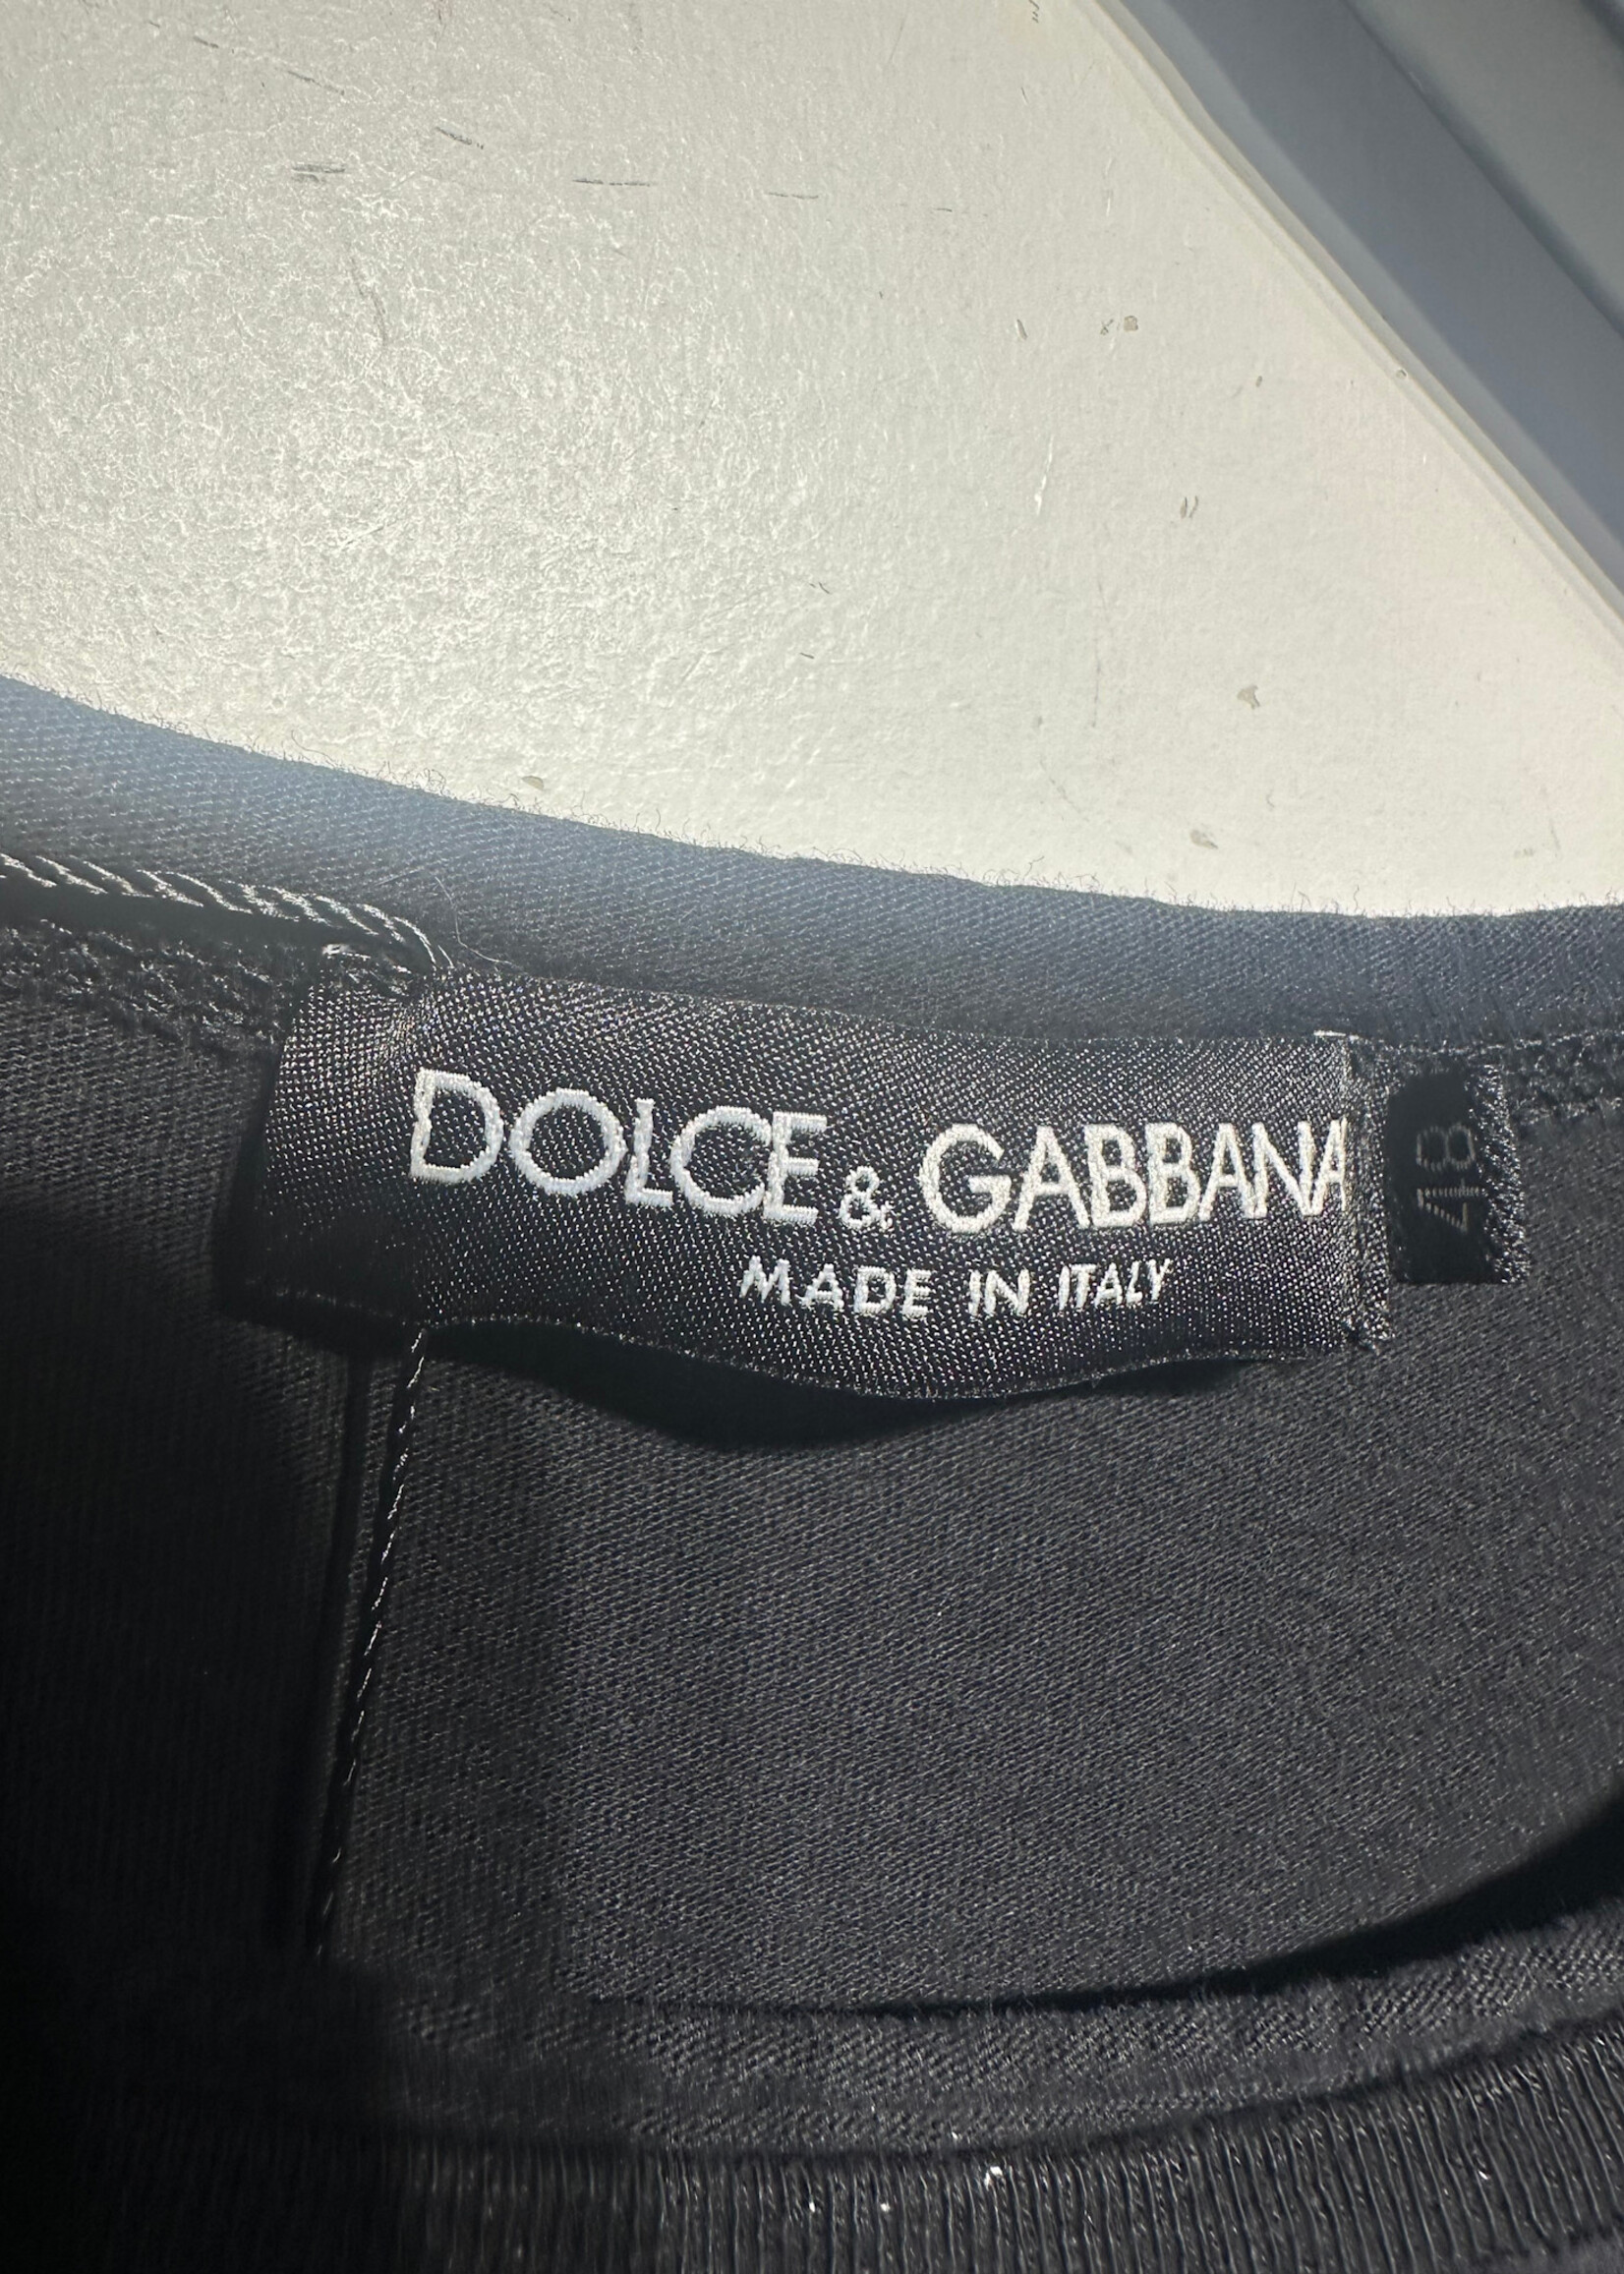 DOLCE & GABBANA
MADE IN ITALY
48